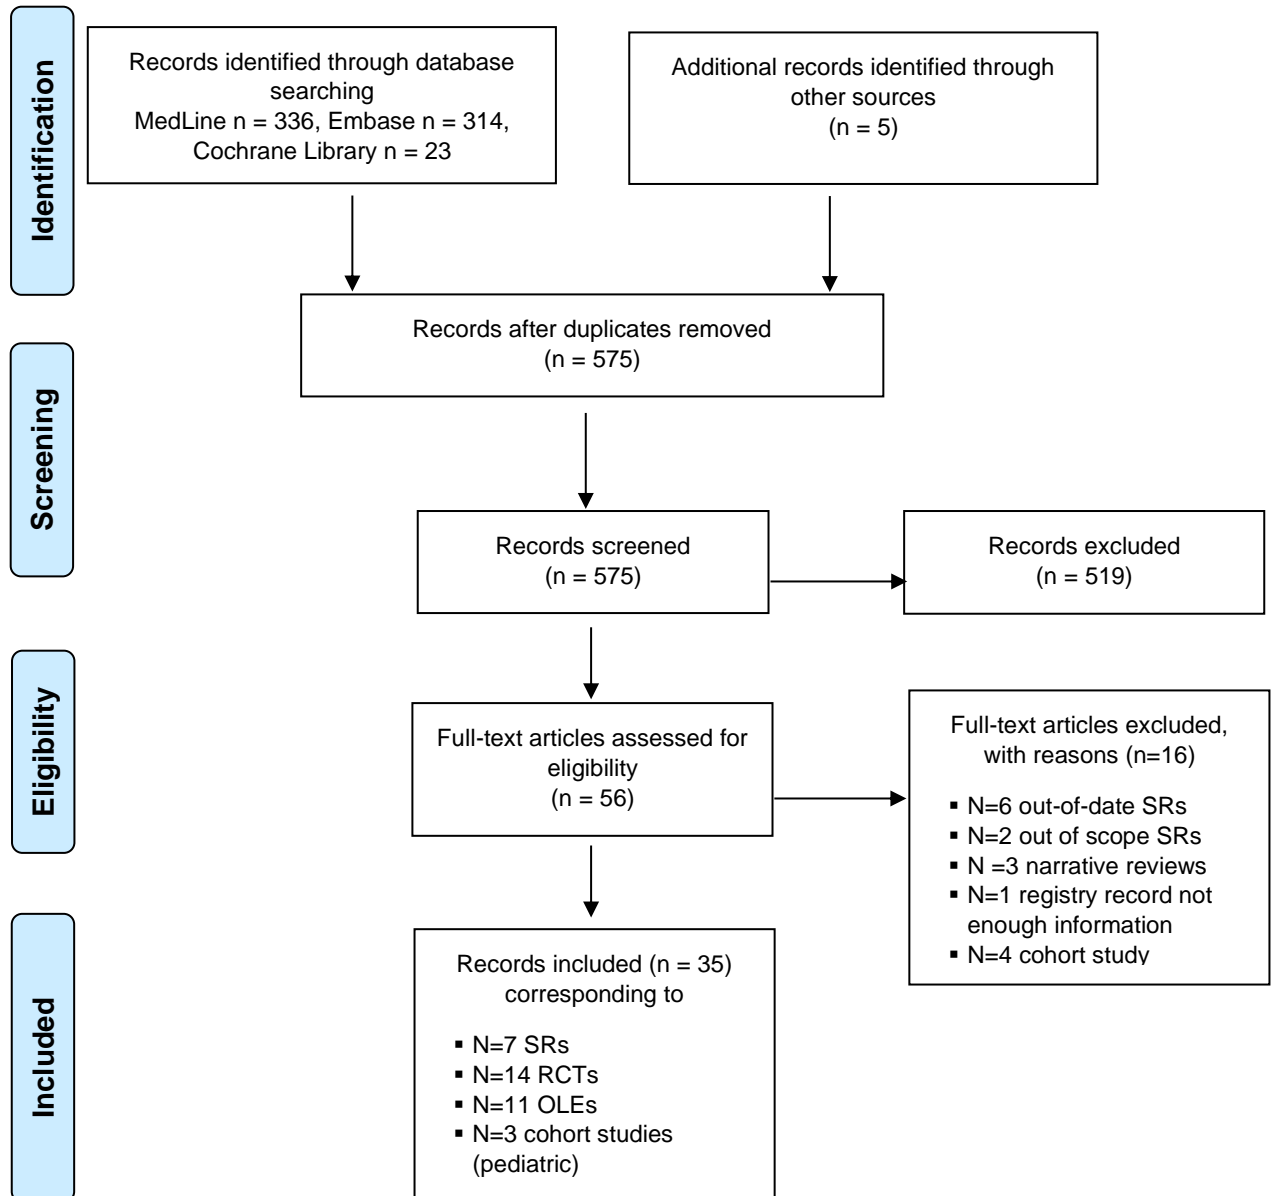 Identification
Records identified through database
searching
MedLine n = 336, Embase n = 314,
Cochrane Library n = 23
Additional records identified through
other sources
(n = 5)
Records after duplicates removed
(n = 575)
Screening
Records screened
(n = 575)
Records excluded
(n = 519)
Eligibility
Full-text articles assessed for
eligibility
(n = 56)
Full-text articles excluded,
with reasons (n=16)
▪ N=6 out-of-date SRs
▪ N=2 out of scope SRs
▪ N =3 narrative reviews
▪ N=1 registry record not
enough information
▪ N=4 cohort study
Included
Records included (n = 35)
corresponding to
▪ N=7 SRs
▪ N=14 RCTs
▪ N=11 OLEs
▪ N=3 cohort studies
(pediatric)